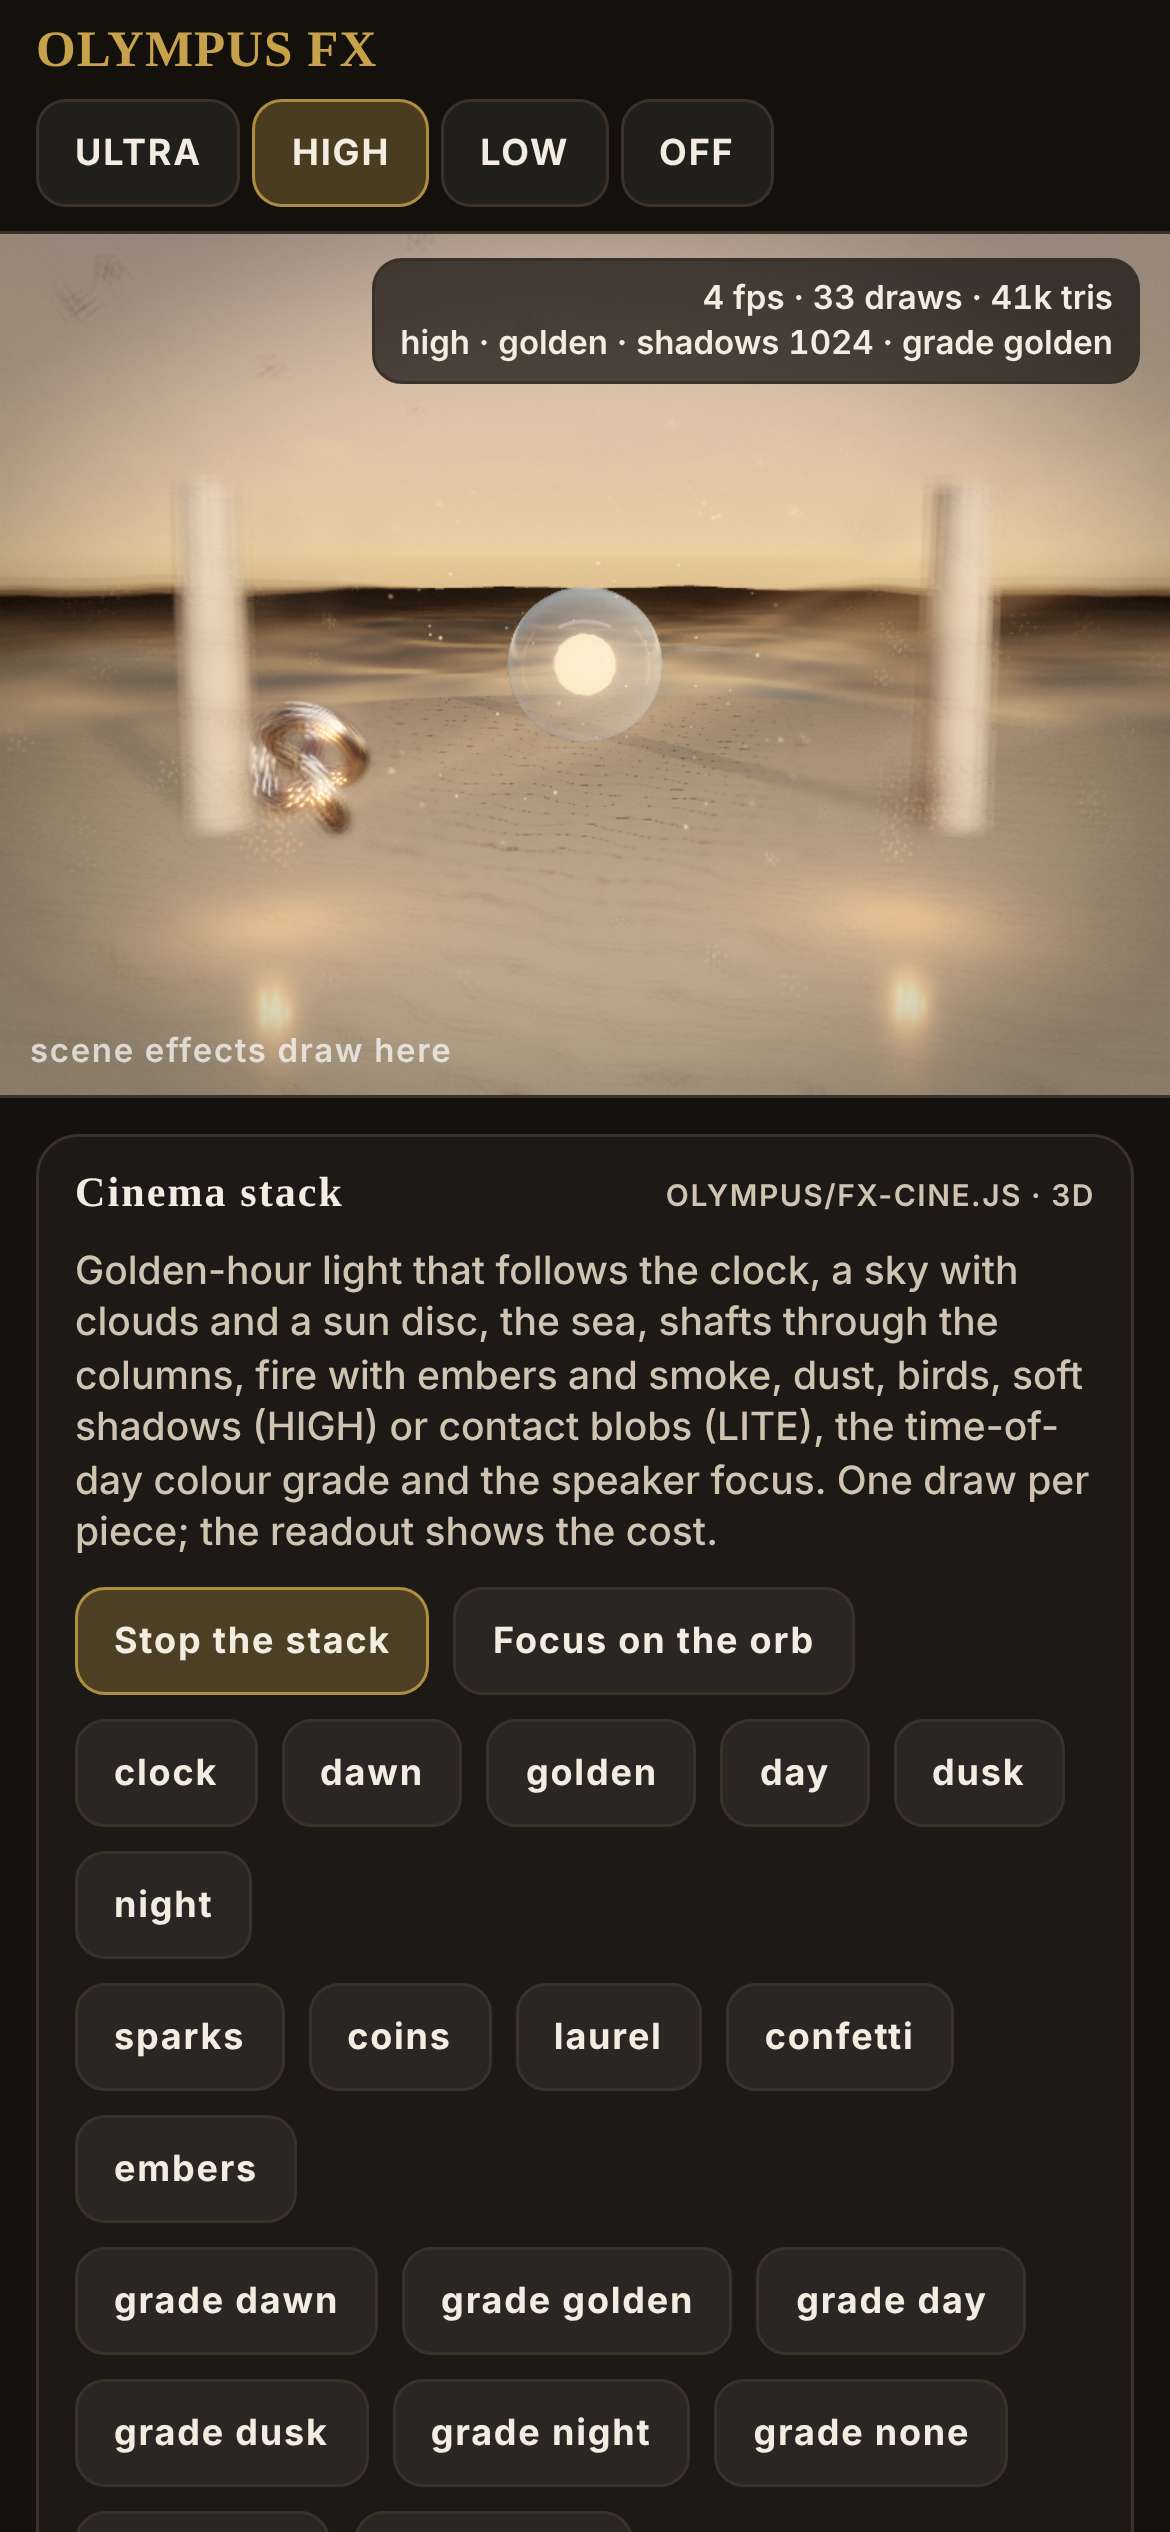 OLYMPUS FX
ULTRA HIGH LOW OFF
4 fps · 33 draws · 41k tris
high · golden · shadows 1024 · grade golden
scene effects draw here
Cinema stack OLYMPUS/FX-CINE.JS · 3D
Golden-hour light that follows the clock, a sky with
clouds and a sun disc, the sea, shafts through the
columns, fire with embers and smoke, dust, birds, soft
shadows (HIGH) or contact blobs (LITE), the time-of-
day colour grade and the speaker focus. One draw per
piece; the readout shows the cost.
Stop the stack Focus on the orb
clock dawn golden day dusk
night
sparks coins laurel confetti
embers
grade dawn grade golden grade day
grade dusk grade night grade none